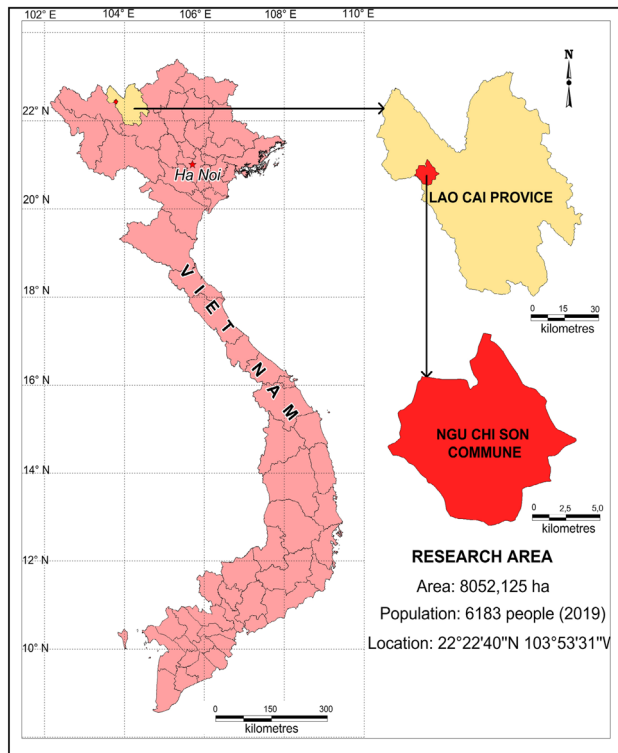 102° E 104° E 106° E 108° E 110° E
N
22° N
20° N
18° N
16° N
14° N
12° N
10° N
Ha Noi
VIET NAM
LAO CAI PROVICE
0 15 30
kilometres
NGU CHI SON
COMMUNE
0 2,5 5,0
kilometres
RESEARCH AREA
Area: 8052,125 ha
Population: 6183 people (2019)
Location: 22°22'40"N 103°53'31"W
0 150 300
kilometres